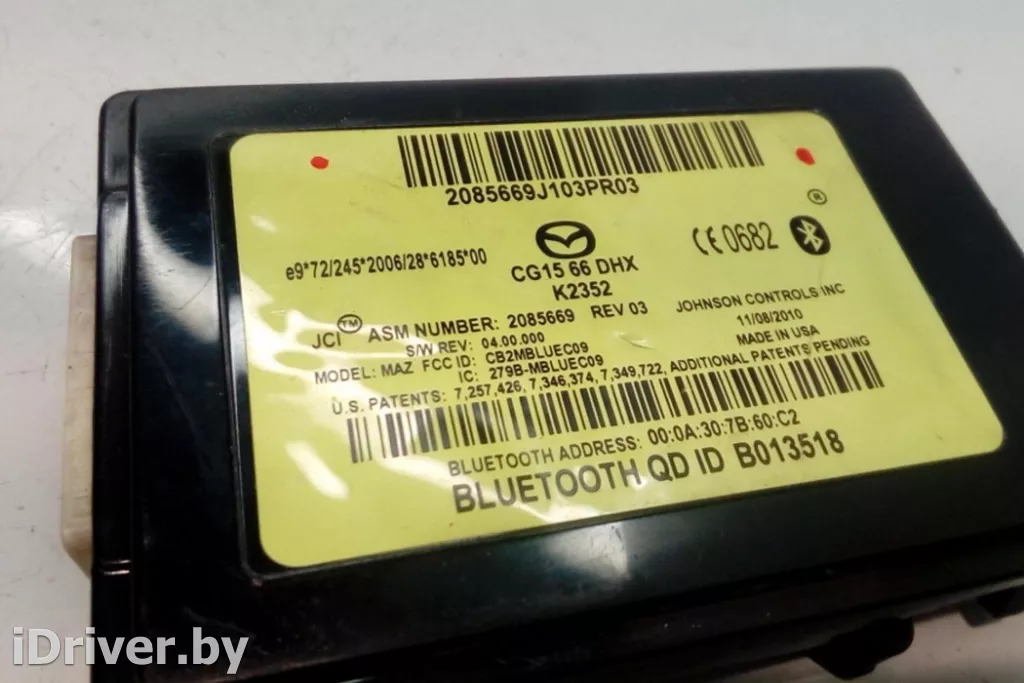 2085669J103PR03
e9*72/245*2006/28*6185*00
CG15 66 DHX
K2352
CE 0682
®
JCI™ ASM NUMBER: 2085669 REV 03
S/W REV: 04.00.000
MODEL: MAZ FCC ID: CB2MBLUEC09
IC: 279B-MBLUEC09
JOHNSON CONTROLS INC
11/08/2010
MADE IN USA
U.S. PATENTS: 7,257,426, 7,346,374, 7,349,722, ADDITIONAL PATENTS PENDING
BLUETOOTH ADDRESS: 00:0A:30:7B:60:C2
BLUETOOTH QD ID B013518
iDriver.by